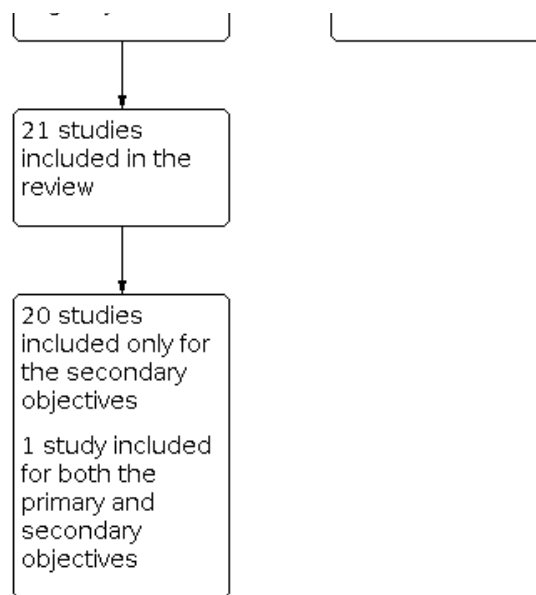 21 studies
included in the
review
20 studies
included only for
the secondary
objectives
1 study included
for both the
primary and
secondary
objectives